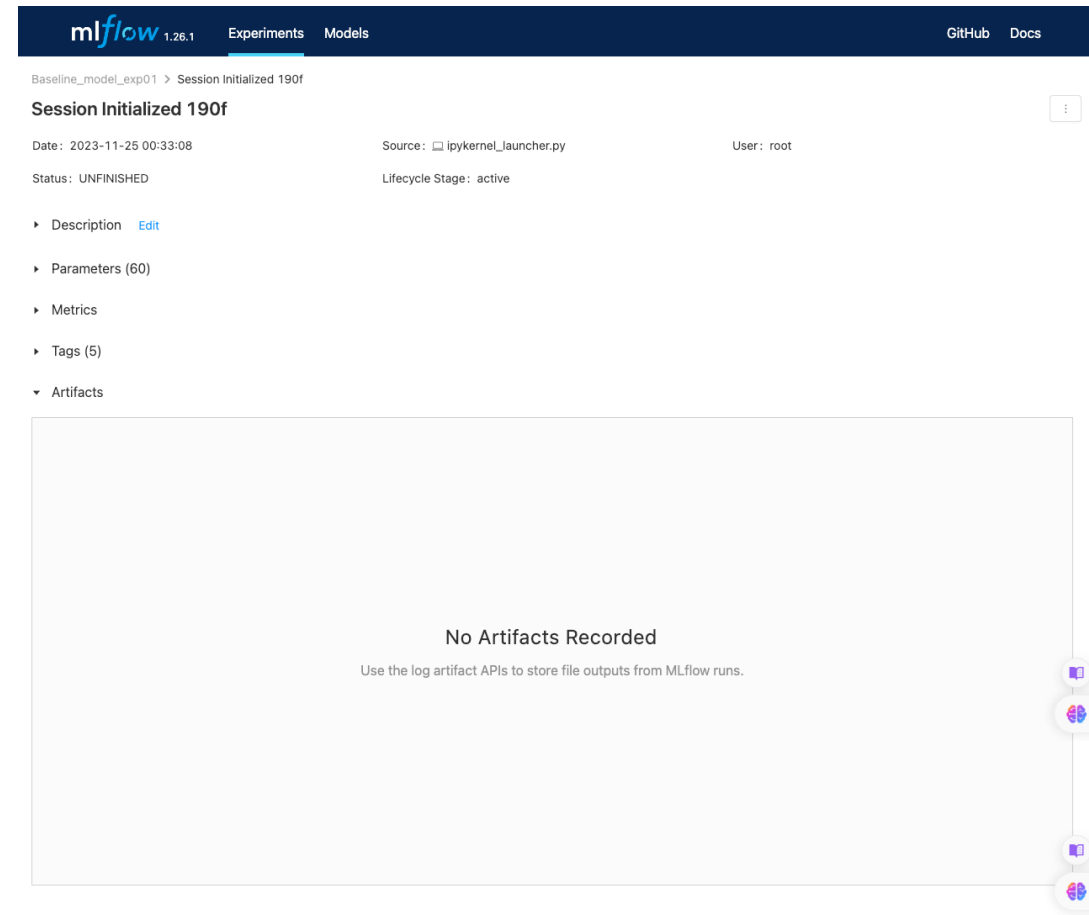 mlflow 1.26.1 Experiments Models GitHub Docs
Baseline_model_exp01 > Session Initialized 190f
Session Initialized 190f
Date: 2023-11-25 00:33:08 Source: ipykernel_launcher.py User: root
Status: UNFINISHED Lifecycle Stage: active
Description Edit
Parameters (60)
Metrics
Tags (5)
Artifacts
No Artifacts Recorded
Use the log artifact APIs to store file outputs from MLflow runs.